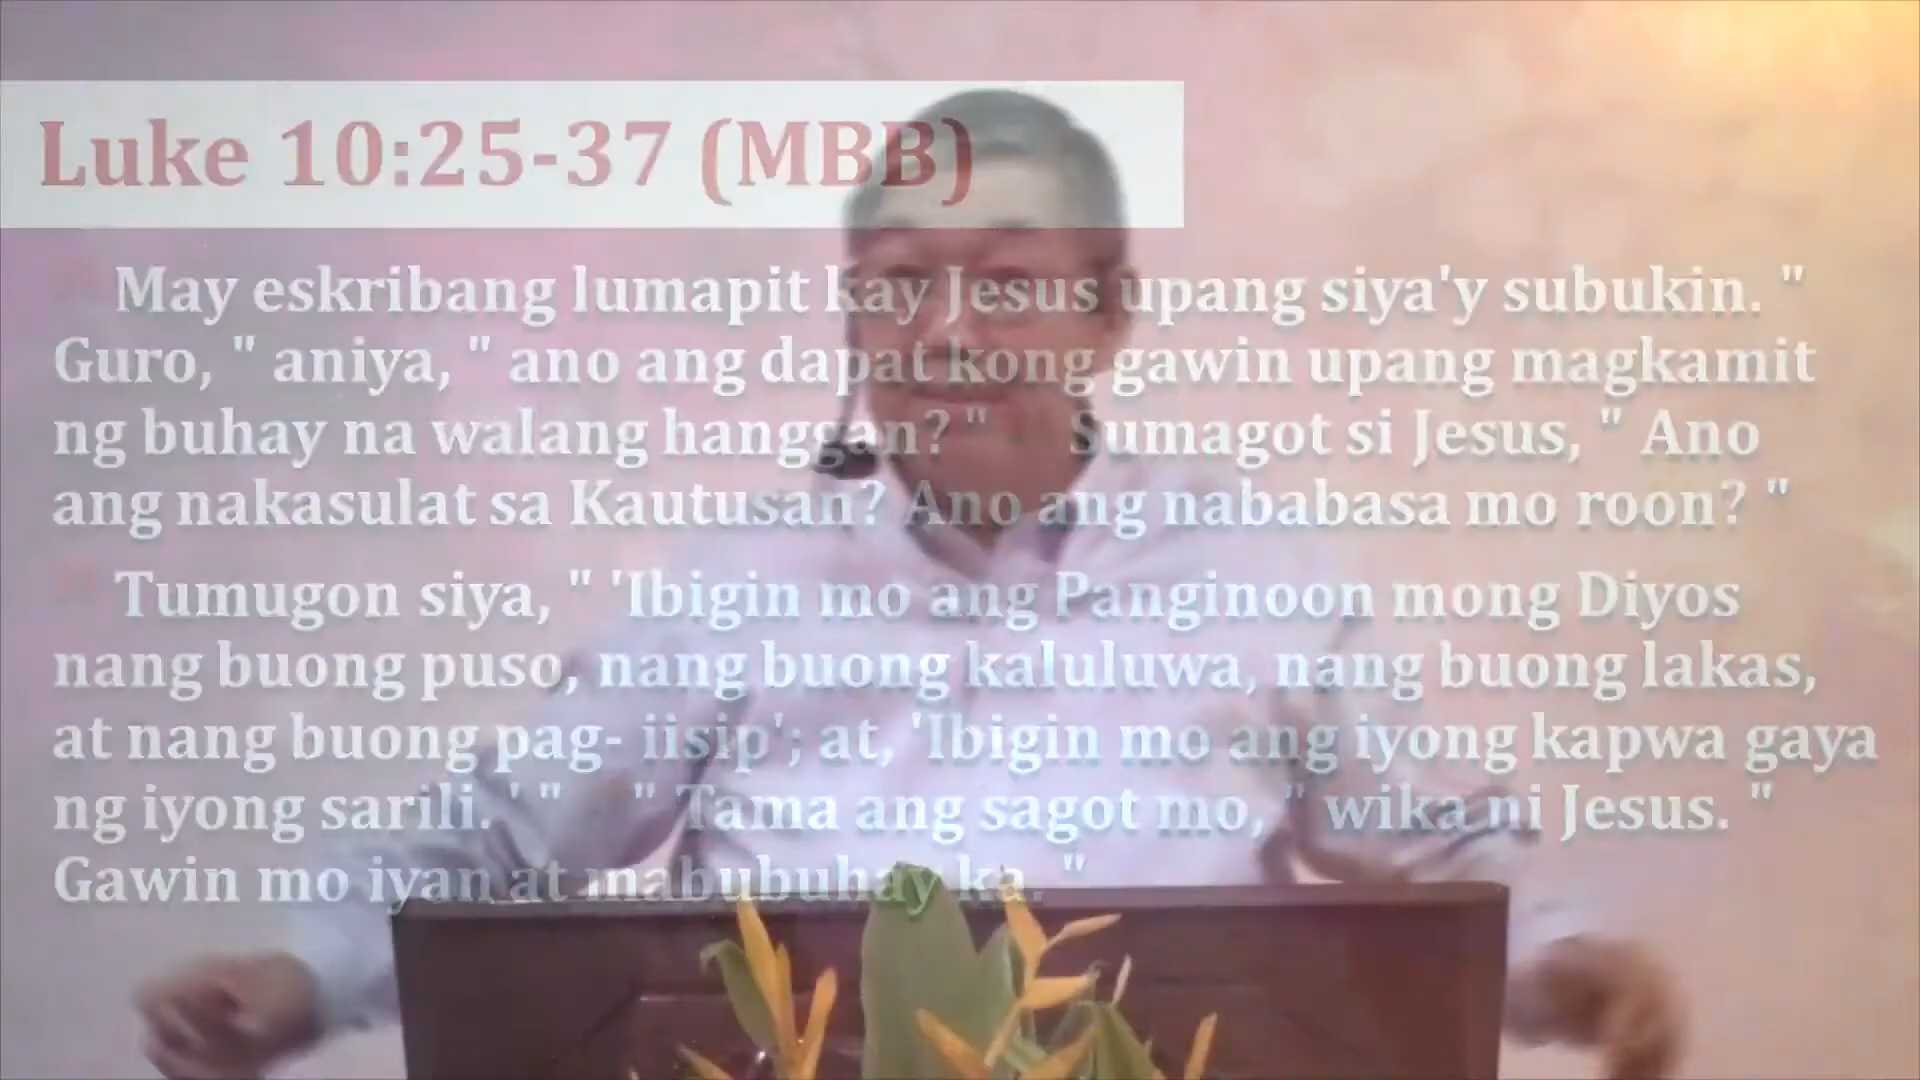 Luke 10:25-37 (MBB)
May eskribang lumapit kay Jesus upang siya'y subukin. "
Guro, " aniya, " ano ang dapat kong gawin upang magkamit
ng buhay na walang hanggan? " Sumagot si Jesus, " Ano
ang nakasulat sa Kautusan? Ano ang nababasa mo roon? "
Tumugon siya, " 'Ibigin mo ang Panginoon mong Diyos
nang buong puso, nang buong kaluluwa, nang buong lakas,
at nang buong pag- iisip'; at, 'Ibigin mo ang iyong kapwa gaya
ng iyong sarili. ' " " Tama ang sagot mo, " wika ni Jesus. "
Gawin mo iyan at mabubuhay ka. "